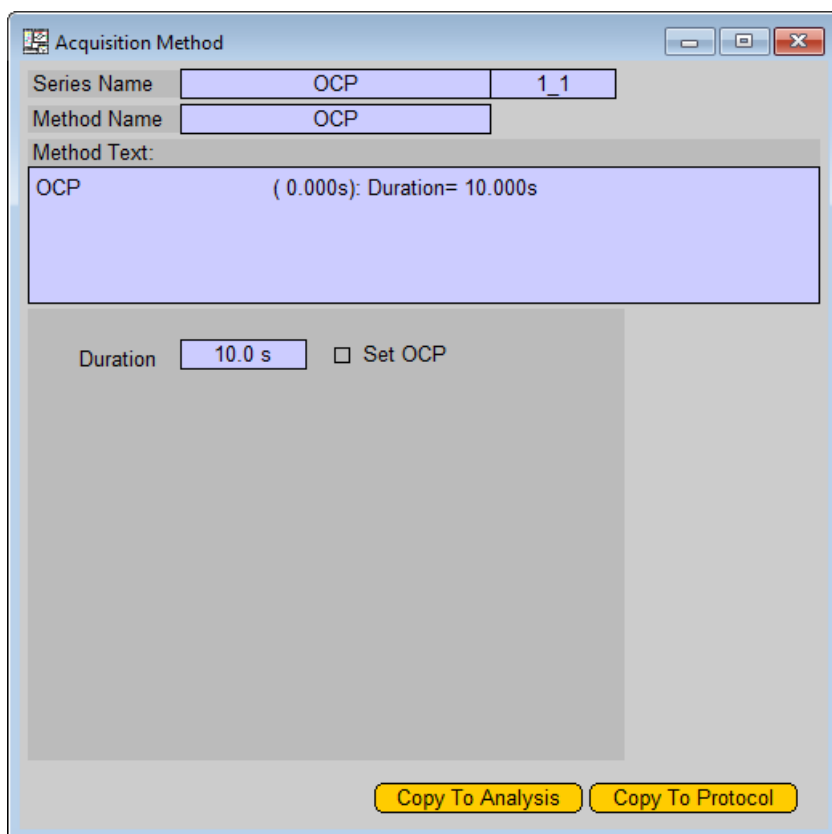 Acquisition Method
Series Name OCP 1_1
Method Name OCP
Method Text:
OCP ( 0.000s): Duration= 10.000s
Duration 10.0 s Set OCP
Copy To Analysis Copy To Protocol